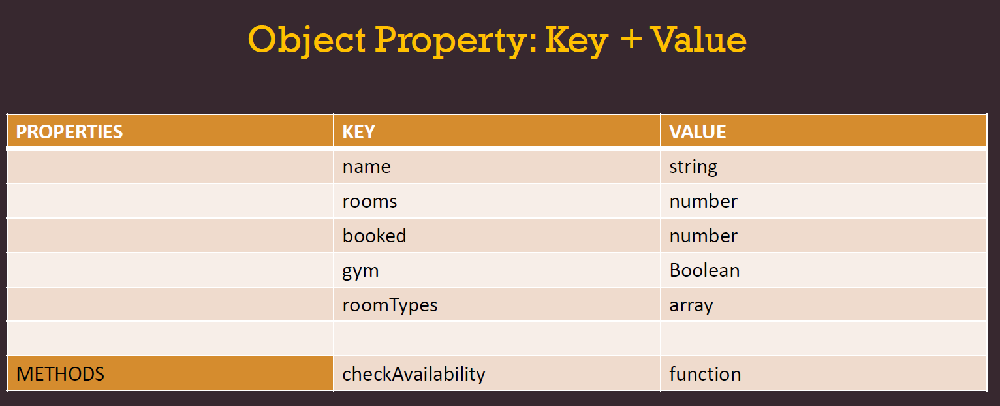 Object Property: Key + Value
PROPERTIES KEY VALUE
name string
rooms number
booked number
gym Boolean
roomTypes array
METHODS checkAvailability function